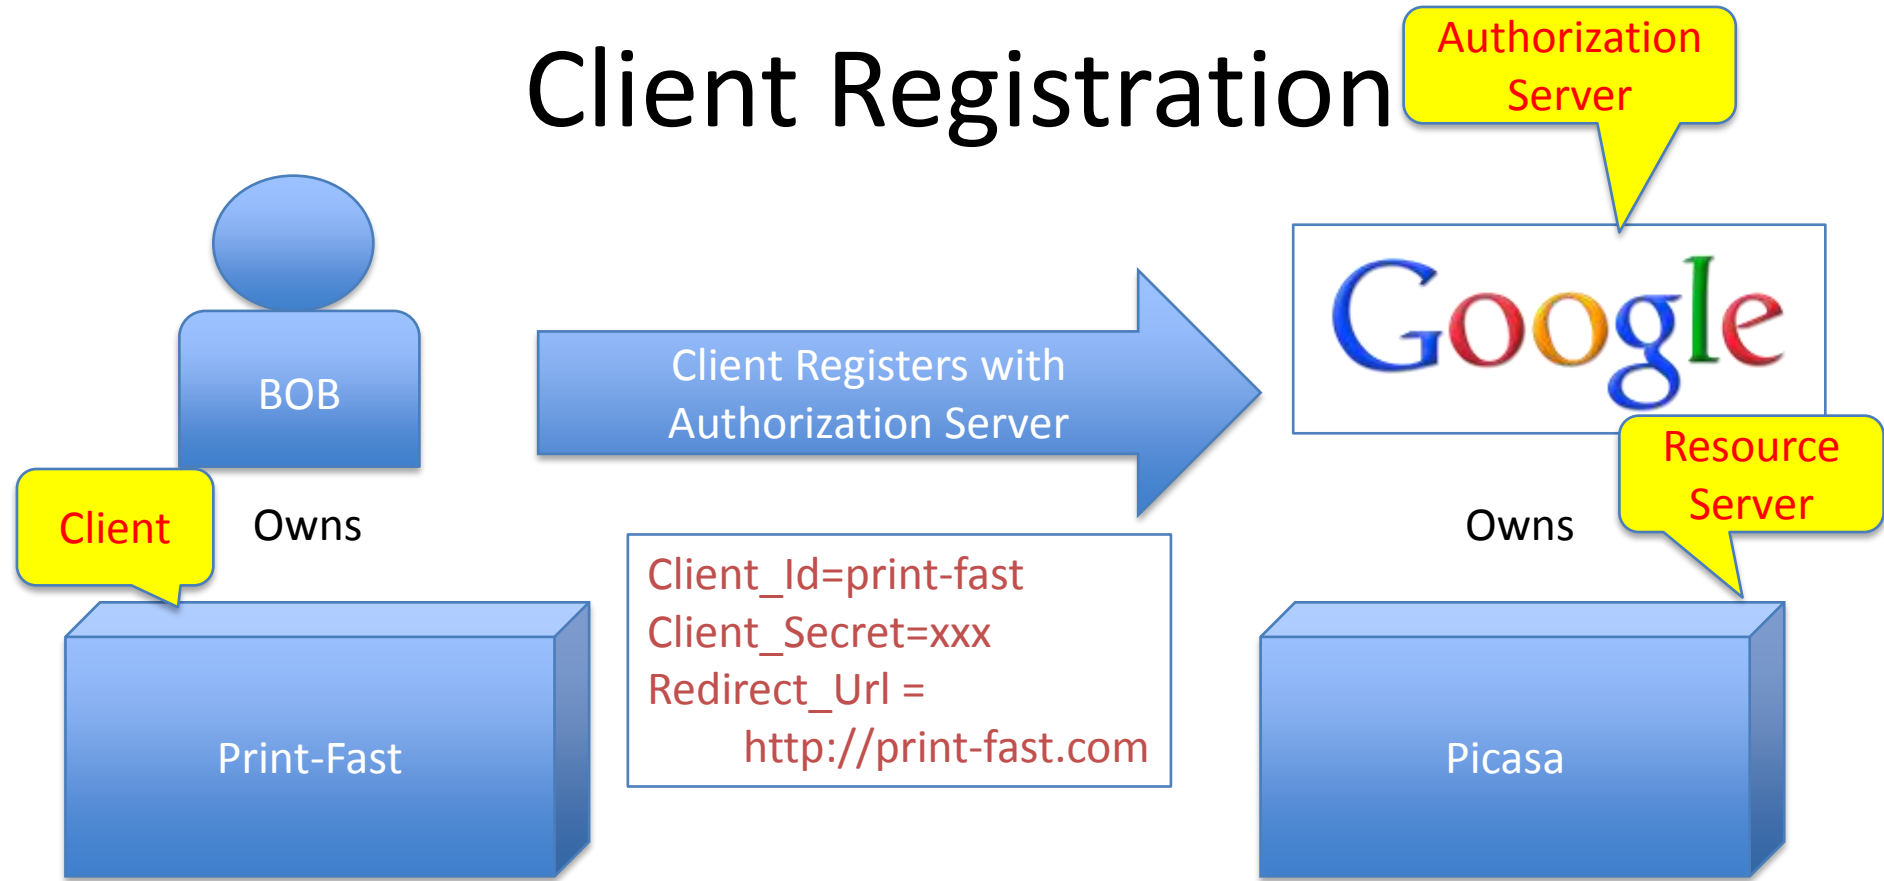 Client Registration
Authorization
Server
BOB
Client Registers with
Authorization Server
Google
Client
Owns
Resource
Server
Owns
Client_Id=print-fast
Client_Secret=xxx
Redirect_Url =
http://print-fast.com
Print-Fast
Picasa